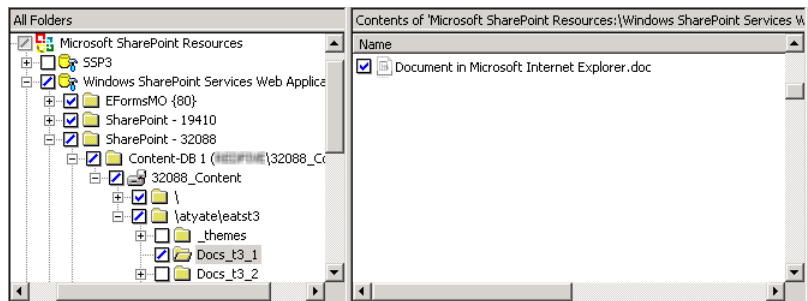 All Folders
Microsoft SharePoint Resources
SSP3
Windows SharePoint Services Web Applica
EFormsMO {80}
SharePoint - 19410
SharePoint - 32088
Content-DB 1 ( \32088_Co
32088_Content
\
\atyate\eatst3
_themes
Docs_t3_1
Docs_t3_2
Contents of 'Microsoft SharePoint Resources:\Windows SharePoint Services W
Name
Document in Microsoft Internet Explorer.doc